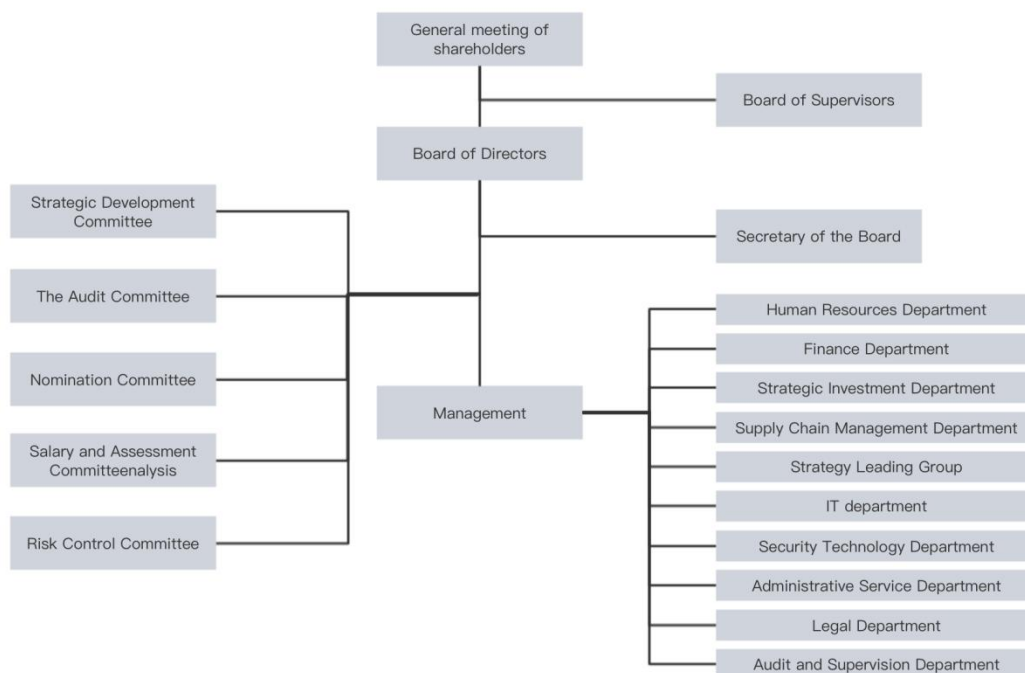 General meeting of
shareholders
Board of Supervisors
Board of Directors
Strategic Development
Committee
Secretary of the Board
The Audit Committee
Human Resources Department
Finance Department
Nomination Committee
Strategic Investment Department
Management
Supply Chain Management Department
Salary and Assessment
Committeenalysis
Strategy Leading Group
IT department
Risk Control Committee
Security Technology Department
Administrative Service Department
Legal Department
Audit and Supervision Department